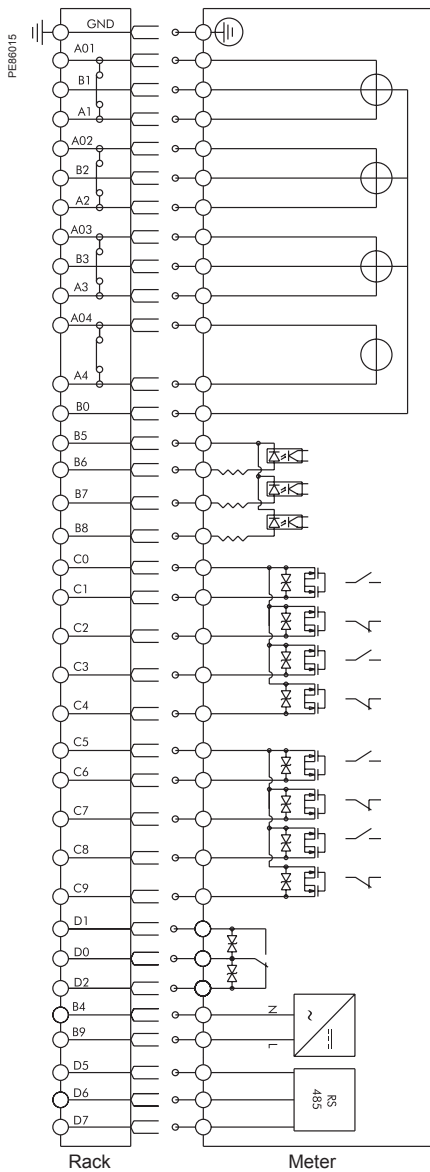 PE86015
GND
A01
B1
A1
A02
B2
A2
A03
B3
A3
A04
A4
B0
B5
B6
B7
B8
C0
C1
C2
C3
C4
C5
C6
C7
C8
C9
D1
D0
D2
B4
N
B9
L
D5
D6
RS
485
D7
Rack
Meter